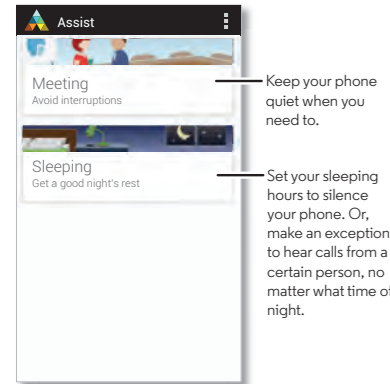 Assist
Meeting
Avoid interruptions
Keep your phone
quiet when you
need to.
Sleeping
Get a good night's rest
Set your sleeping
hours to silence
your phone. Or,
make an exception
to hear calls from a
certain person, no
matter what time of
night.